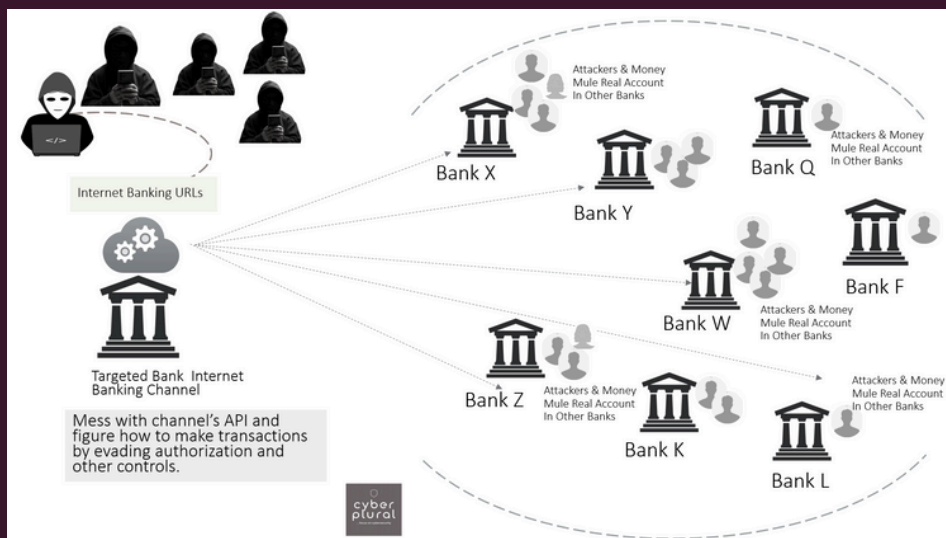 Attackers & Money
Mule Real Account
In Other Banks
Bank X
Bank Y
Bank Q
Attackers & Money
Mule Real Account
In Other Banks
Internet Banking URLs
Bank F
Bank W
Attackers & Money
Mule Real Account
In Other Banks
</>
Targeted Bank Internet
Banking Channel
Bank Z
Attackers & Money
Mule Real Account
In Other Banks
Bank K
Attackers & Money
Mule Real Account
In Other Banks
Bank L
Mess with channel's API and
figure how to make transactions
by evading authorization and
other controls.
cyber
plural